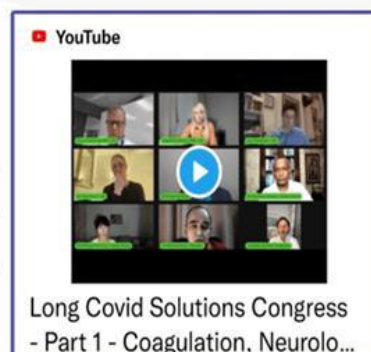 YouTube
Long Covid Solutions Congress
- Part 1 - Coagulation, Neurolo...